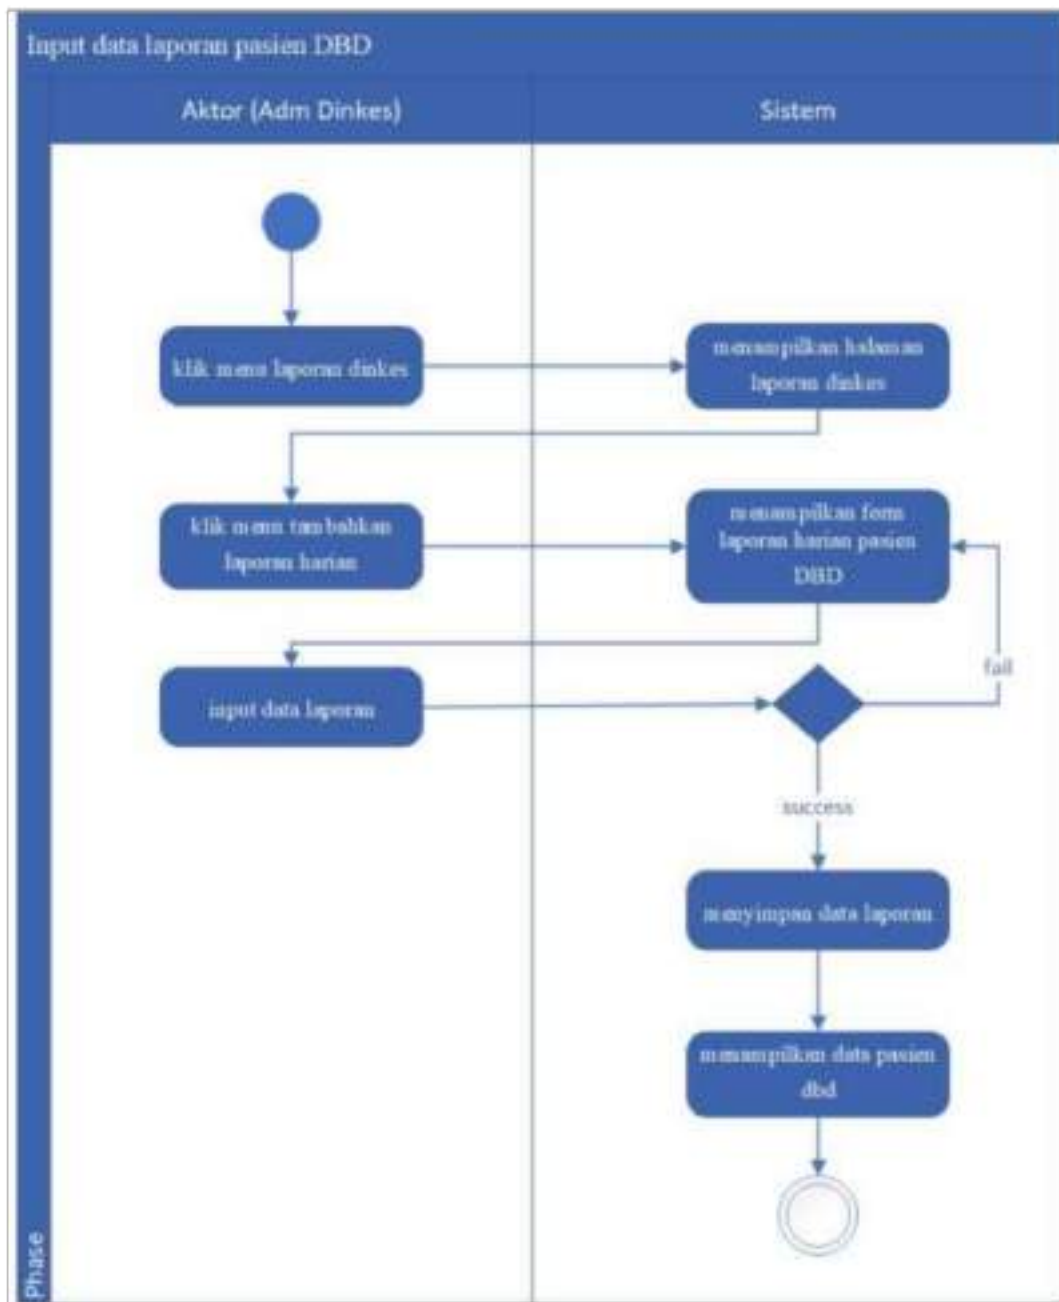 Input data laporan pasien DBD
Aktor (Adm Dinkes)
Sistem
klik menu laporan dinkes
menampilkan halaman
laporan dinkes
klik menu tambahkan
laporan harian
menampilkan form
laporan harian pasien
DBD
input data laporan
fail
success
menyimpan data laporan
menampilkan data pasien
dbd
Phase